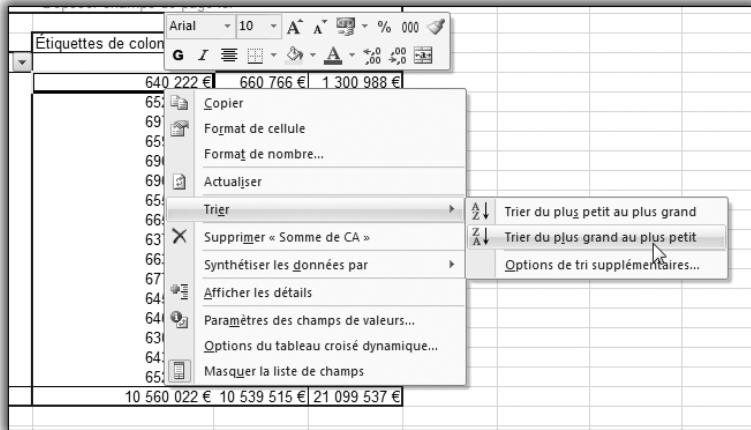 Arial 10 A A % 000
G I A ,00 ,0
Étiquettes de colon
640 222 € 660 766 € 1 300 988 €
Copier
Format de cellule
Format de nombre...
Actualiser
Trier
Trier du plus petit au plus grand
Supprimer « Somme de CA »
Trier du plus grand au plus petit
Synthétiser les données par
Options de tri supplémentaires...
Afficher les détails
Paramètres des champs de valeurs...
Options du tableau croisé dynamique...
Masquer la liste de champs
10 560 022 € 10 539 515 € 21 099 537 €